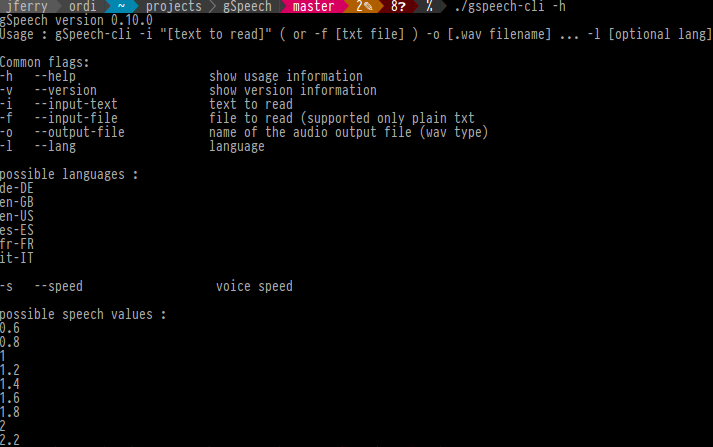 jferry ordi ~ projects gSpeech master 2✎ 8? % ./gspeech-cli -h
gSpeech version 0.10.0
Usage : gSpeech-cli -i "[text to read]" ( or -f [txt file] ) -o [.wav filename] ... -l [optional lang]
Common flags:
-h --help show usage information
-v --version show version information
-i --input-text text to read
-f --input-file file to read (supported only plain txt
-o --output-file name of the audio output file (wav type)
-l --lang language
possible languages :
de-DE
en-GB
en-US
es-ES
fr-FR
it-IT
-s --speed voice speed
possible speech values :
0.6
0.8
1
1.2
1.4
1.6
1.8
2
2.2